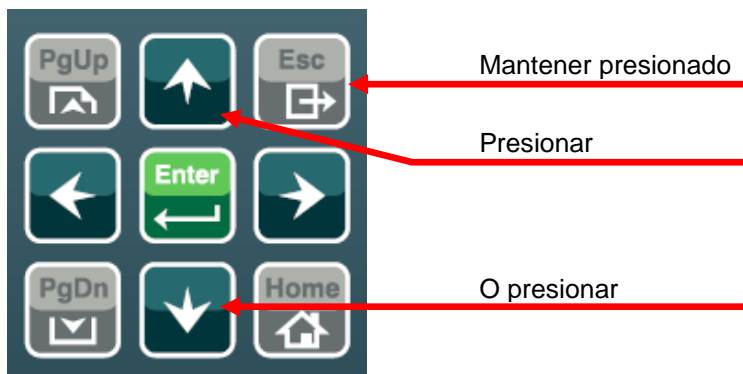 PgUp Esc Mantener presionado
Presionar
Enter
PgDn Home O presionar